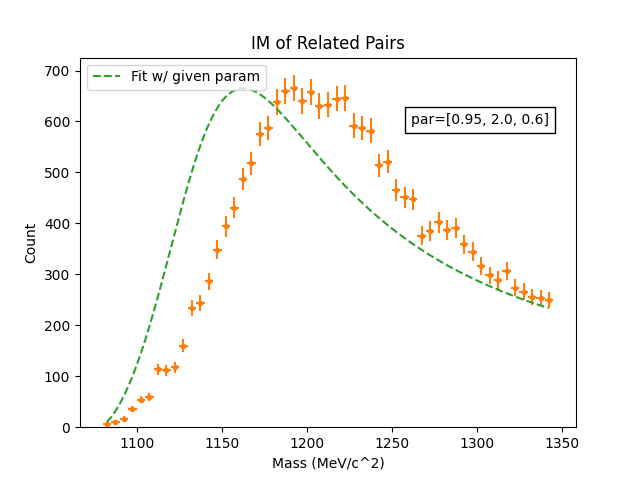 IM of Related Pairs
Fit w/ given param
par=[0.95, 2.0, 0.6]
Count
700
600
500
400
300
200
100
0
1100 1150 1200 1250 1300 1350
Mass (MeV/c^2)